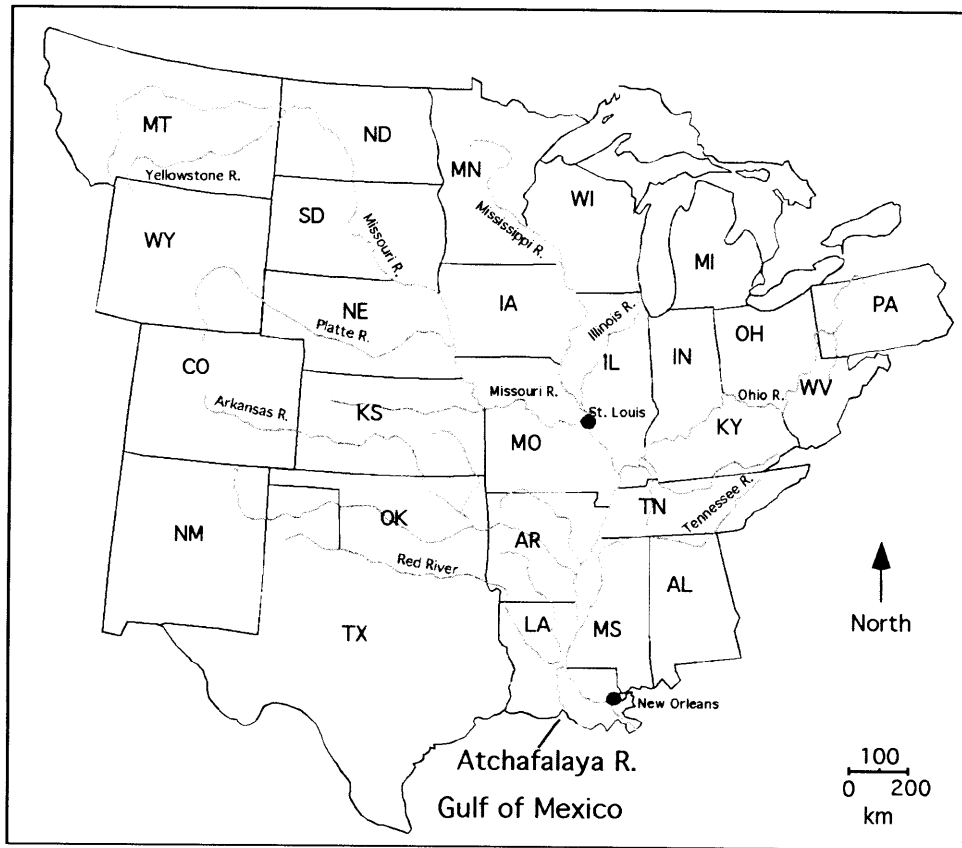 MT
ND
MN
Yellowstone R.
WI
SD
Mississippi R.
WY
Missouri R.
MI
NE
IA
PA
Platte R.
Illinois R.
OH
CO
IL
IN
WV
Missouri R.
Ohio R.
Arkansas R.
KS
St. Louis
KY
MO
TN
Tennessee R.
NM
OK
AR
Red River
AL
LA
MS
TX
North
New Orleans
Atchafalaya R.
Gulf of Mexico
100
0 200
km